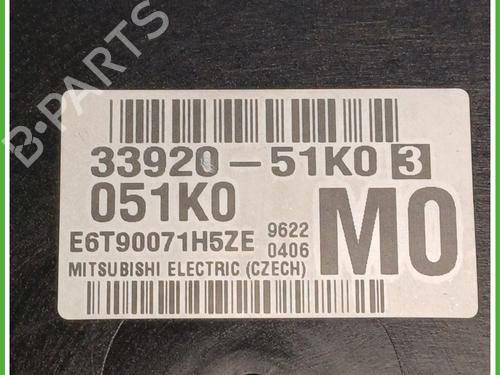 B-PARTS
33920-51K0 3
051K0
E6T90071H5ZE 9622
0406
MITSUBISHI ELECTRIC (CZECH)
M0